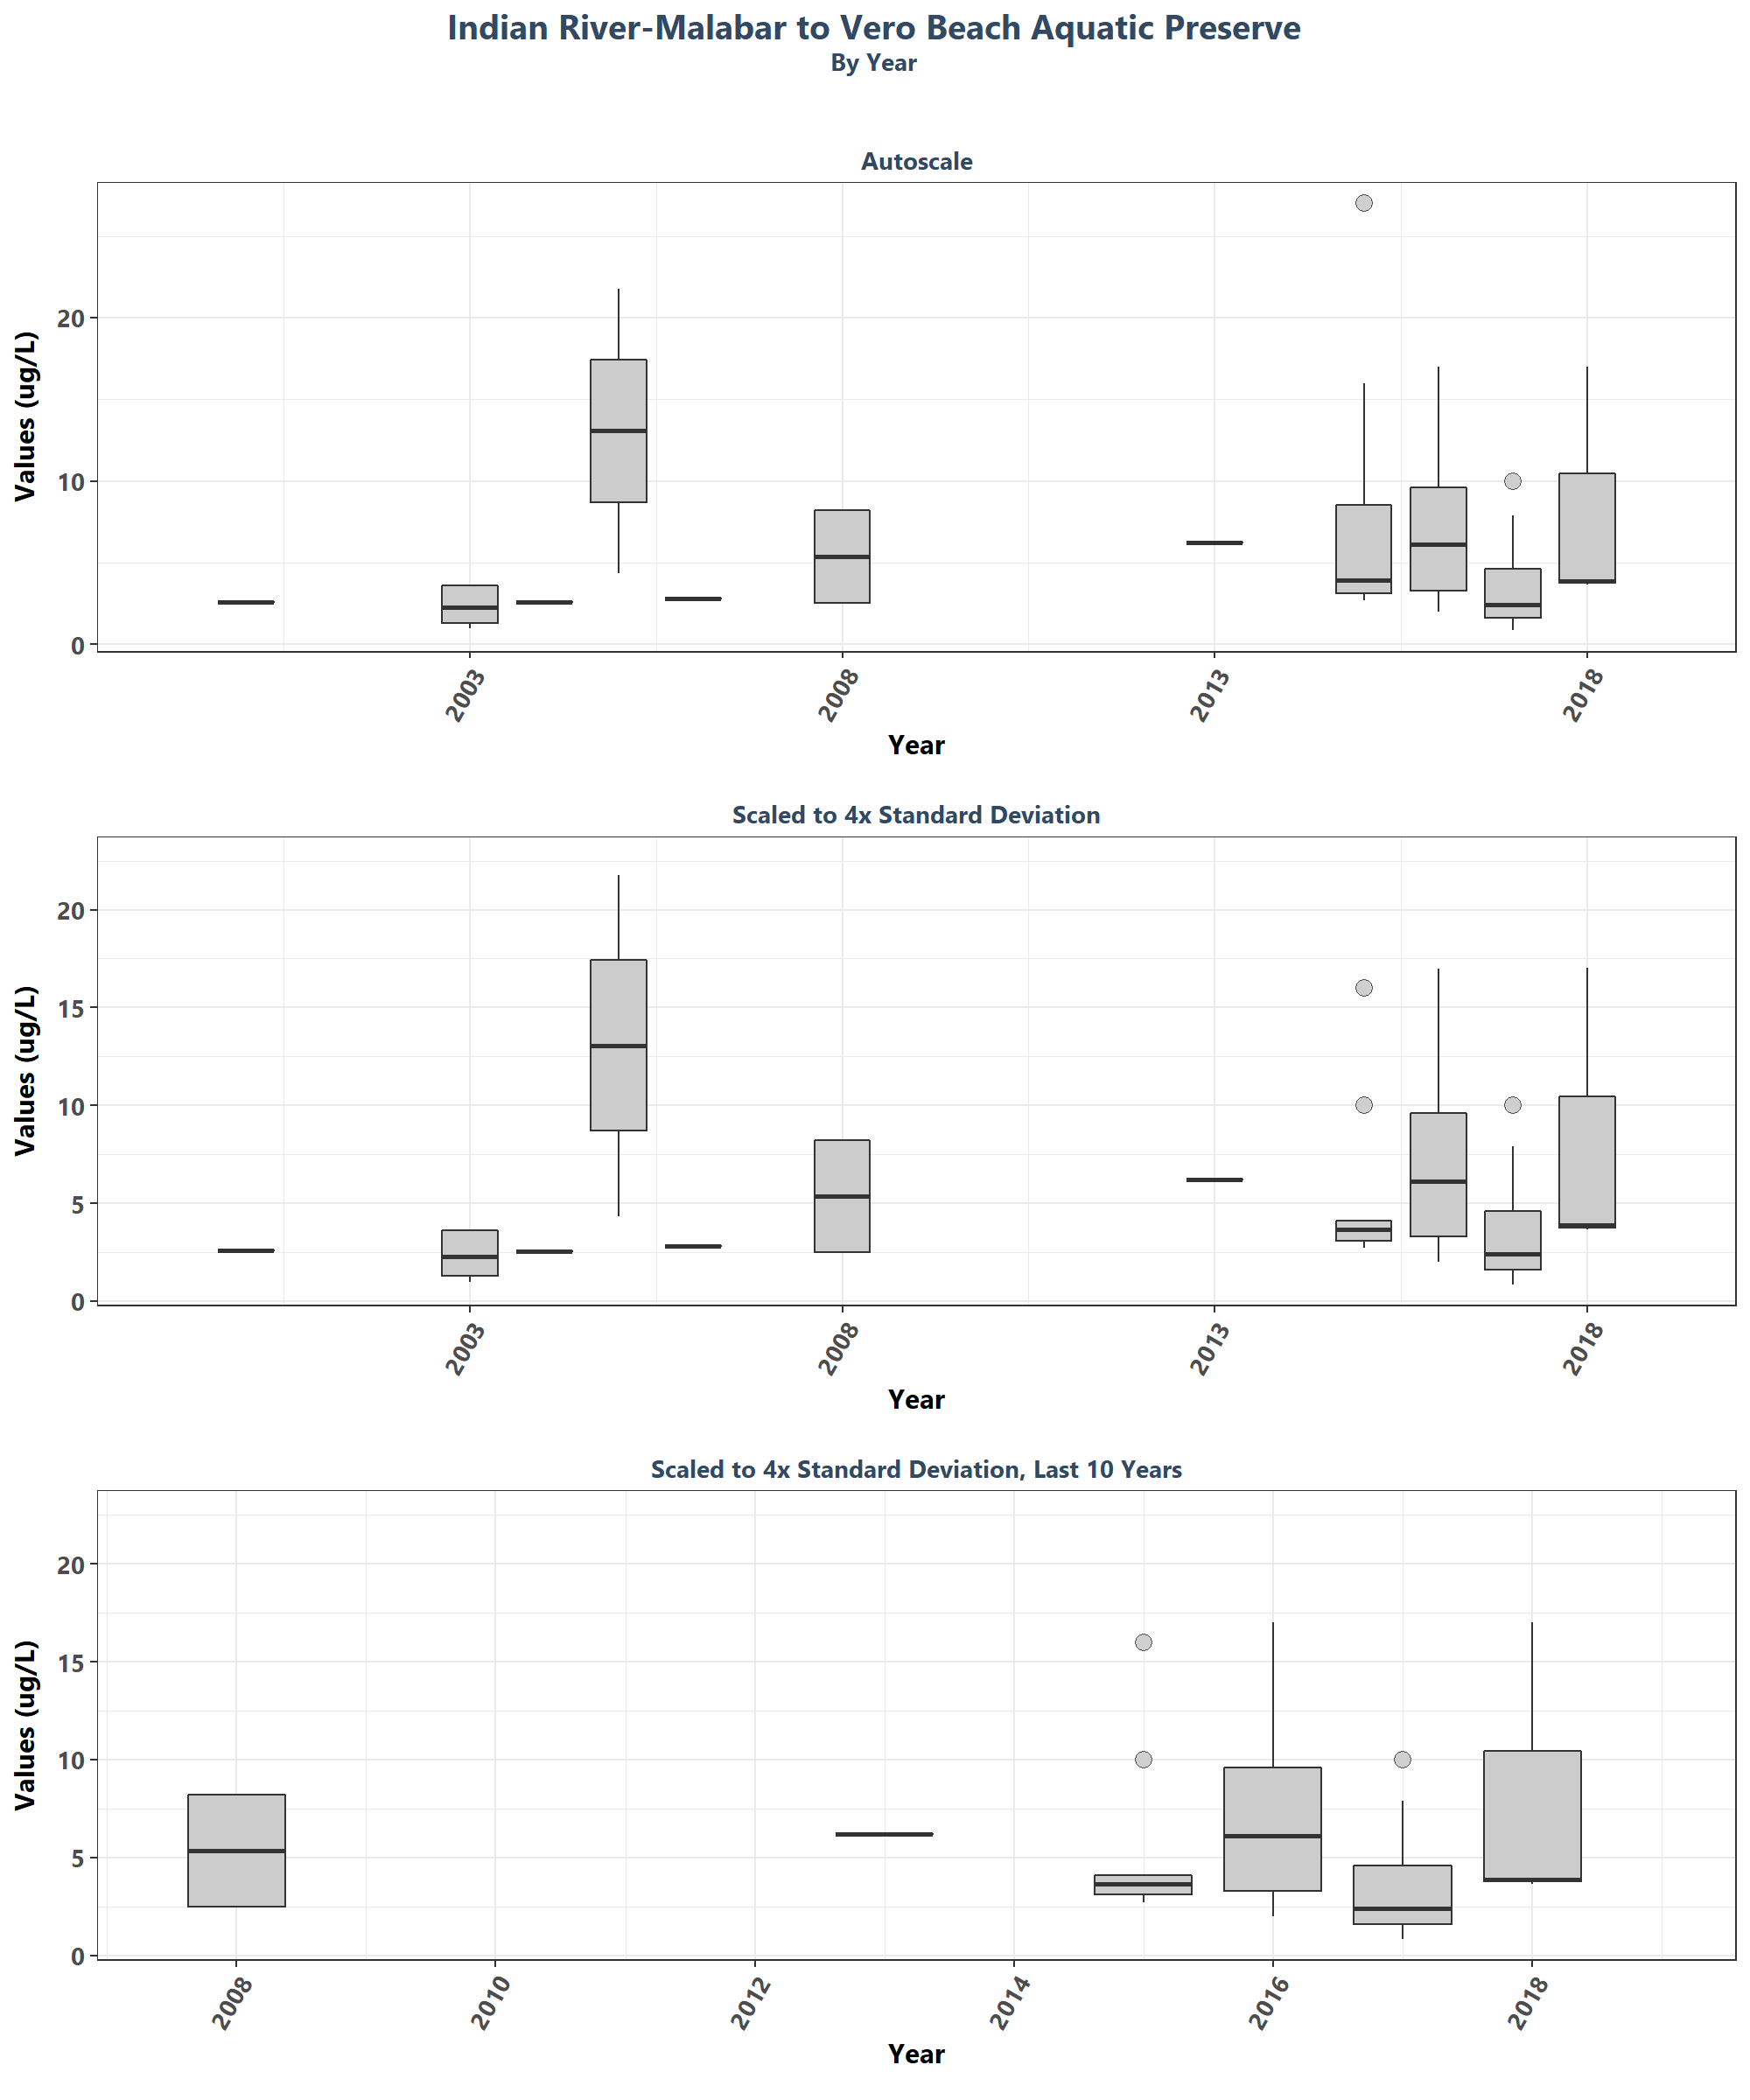 Indian River-Malabar to Vero Beach Aquatic Preserve
By Year
Autoscale
Values (ug/L)
20
10
0
2003
2008
2013
2018
Year
Scaled to 4x Standard Deviation
Values (ug/L)
20
15
10
5
0
2003
2008
2013
2018
Year
Scaled to 4x Standard Deviation, Last 10 Years
Values (ug/L)
20
15
10
5
0
2008
2010
2012
2014
2016
2018
Year